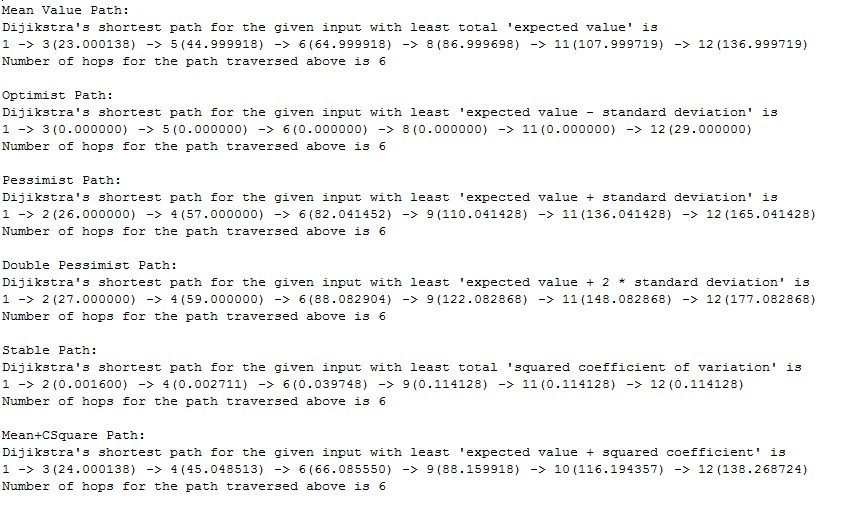 Mean Value Path:
Dijikstra's shortest path for the given input with least total 'expected value' is
1 -> 3(23.000138) -> 5(44.999918) -> 6(64.999918) -> 8(86.999698) -> 11(107.999719) -> 12(136.999719)
Number of hops for the path traversed above is 6
Optimist Path:
Dijikstra's shortest path for the given input with least 'expected value - standard deviation' is
1 -> 3(0.000000) -> 5(0.000000) -> 6(0.000000) -> 8(0.000000) -> 11(0.000000) -> 12(29.000000)
Number of hops for the path traversed above is 6
Pessimist Path:
Dijikstra's shortest path for the given input with least 'expected value + standard deviation' is
1 -> 2(26.000000) -> 4(57.000000) -> 6(82.041452) -> 9(110.041428) -> 11(136.041428) -> 12(165.041428)
Number of hops for the path traversed above is 6
Double Pessimist Path:
Dijikstra's shortest path for the given input with least 'expected value + 2 * standard deviation' is
1 -> 2(27.000000) -> 4(59.000000) -> 6(88.082904) -> 9(122.082868) -> 11(148.082868) -> 12(177.082868)
Number of hops for the path traversed above is 6
Stable Path:
Dijikstra's shortest path for the given input with least total 'squared coefficient of variation' is
1 -> 2(0.001600) -> 4(0.002711) -> 6(0.039748) -> 9(0.114128) -> 11(0.114128) -> 12(0.114128)
Number of hops for the path traversed above is 6
Mean+CSquare Path:
Dijikstra's shortest path for the given input with least 'expected value + squared coefficient' is
1 -> 3(24.000138) -> 4(45.048513) -> 6(66.085550) -> 9(88.159918) -> 10(116.194357) -> 12(138.268724)
Number of hops for the path traversed above is 6